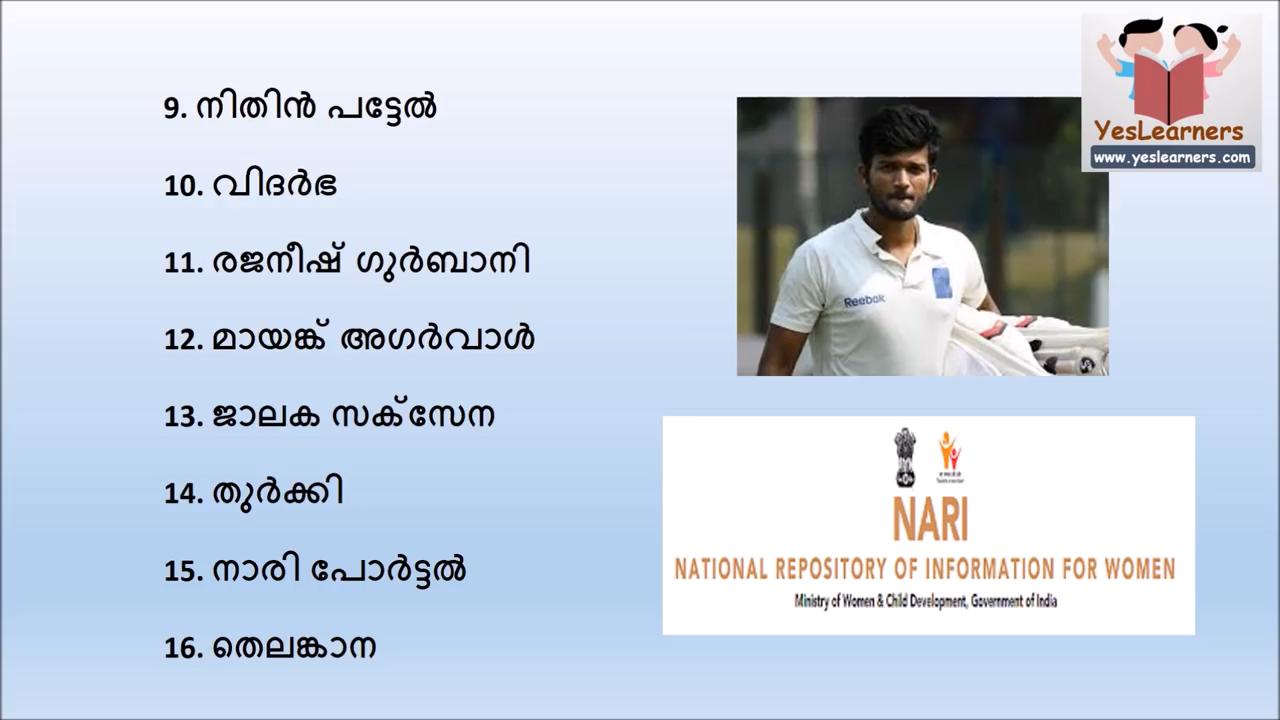 9. നിതിൻ പട്ടേൽ
10. വിദർഭ
11. രജനീഷ് ഗുർബാനി
12. മായങ്ക് അഗർവാൾ
13. ജാലക സക്സേന
14. തുർക്കി
15. നാരി പോർട്ടൽ
16. തെലങ്കാന
YesLearners
www.yeslearners.com
Reebok
NARI
NATIONAL REPOSITORY OF INFORMATION FOR WOMEN
Ministry of Women & Child Development, Government of India